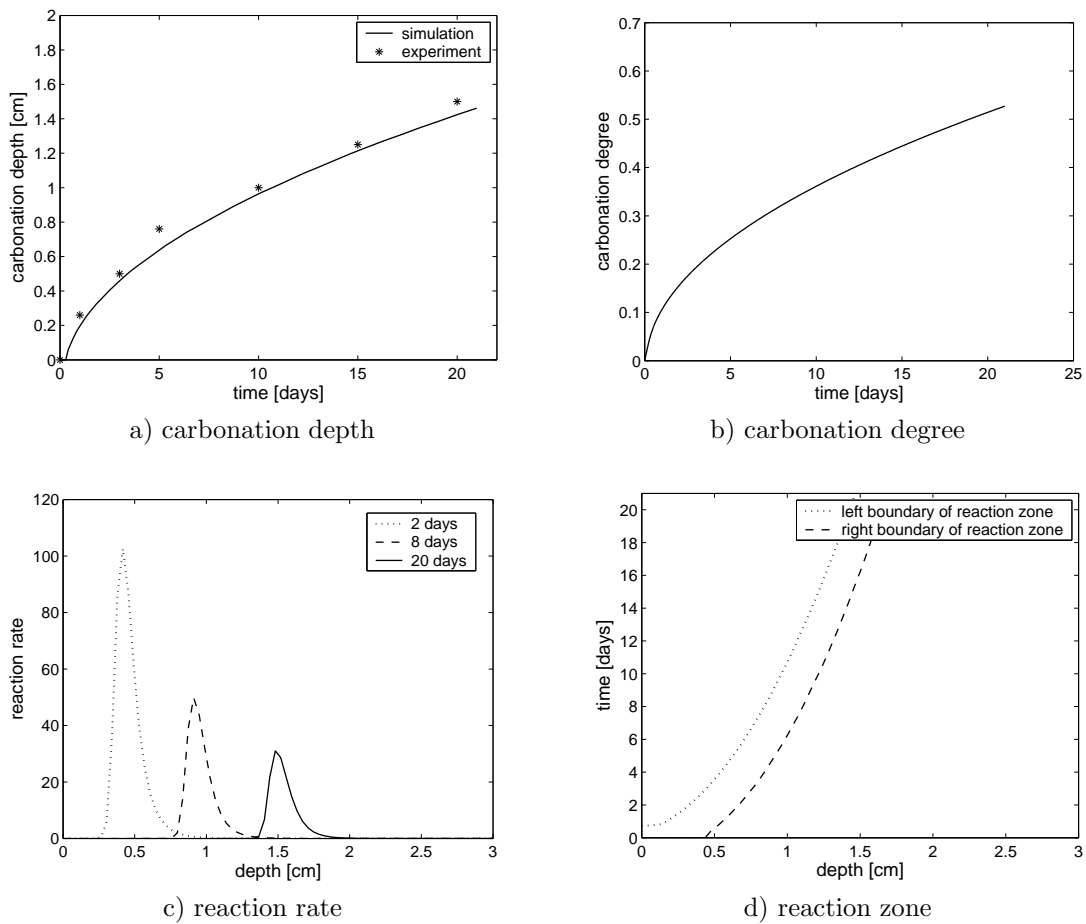 2
1.8
1.6
1.4
1.2
1
0.8
0.6
0.4
0.2
0
carbonation depth [cm]
simulation
experiment
0 5 10 15 20
time [days]
a) carbonation depth
0.7
0.6
0.5
0.4
0.3
0.2
0.1
0
carbonation degree
0 5 10 15 20 25
time [days]
b) carbonation degree
120
100
80
60
40
20
0
reaction rate
2 days
8 days
20 days
0 0.5 1 1.5 2 2.5 3
depth [cm]
c) reaction rate
20
18
16
14
12
10
8
6
4
2
0
time [days]
left boundary of reaction zone
right boundary of reaction zone
0 0.5 1 1.5 2 2.5 3
depth [cm]
d) reaction zone